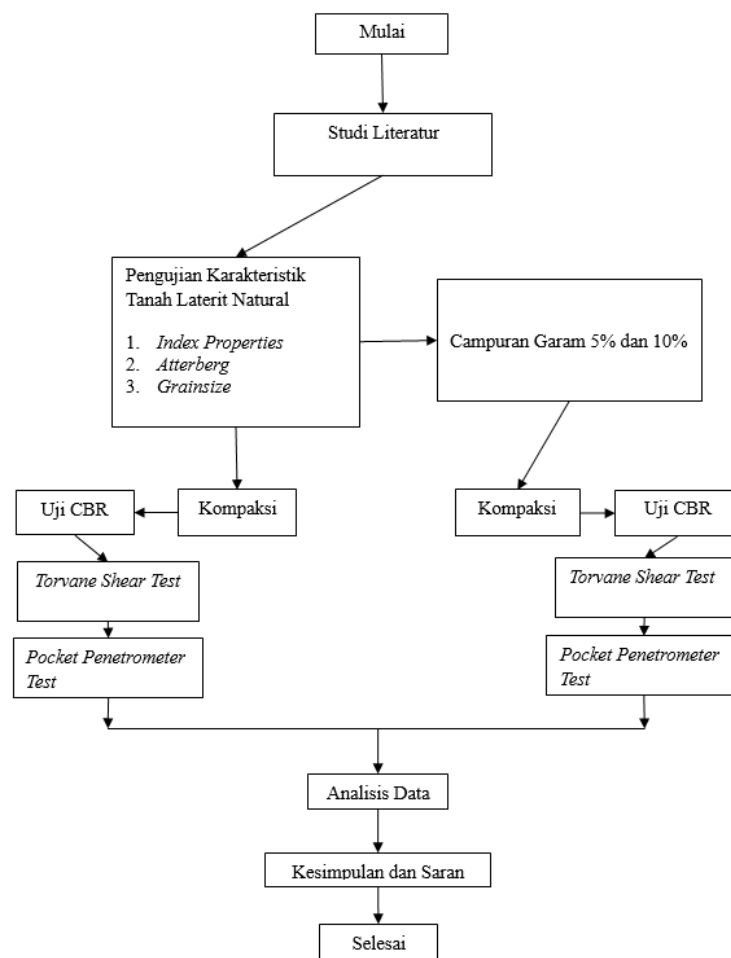 Mulai
Studi Literatur
Pengujian Karakteristik
Tanah Laterit Natural
1. Index Properties
2. Atterberg
3. Grainsize
Campuran Garam 5% dan 10%
Uji CBR
Kompaksi
Kompaksi
Uji CBR
Torvane Shear Test
Torvane Shear Test
Pocket Penetrometer
Test
Pocket Penetrometer
Test
Analisis Data
Kesimpulan dan Saran
Selesai